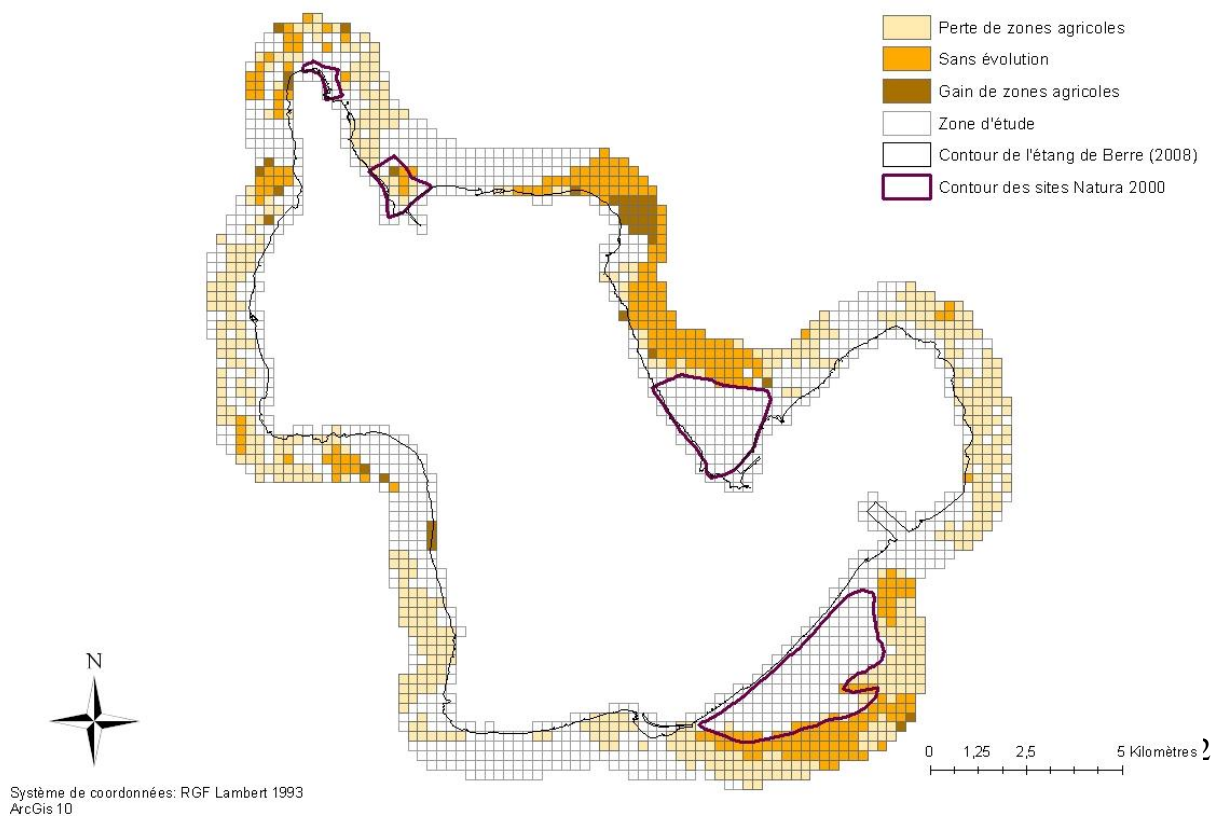 Perte de zones agricoles
Sans évolution
Gain de zones agricoles
Zone d'étude
Contour de l'étang de Berre (2008)
Contour des sites Natura 2000
N
0 1,25 2,5 5 Kilomètres
2
Système de coordonnées: RGF Lambert 1993
ArcGis 10